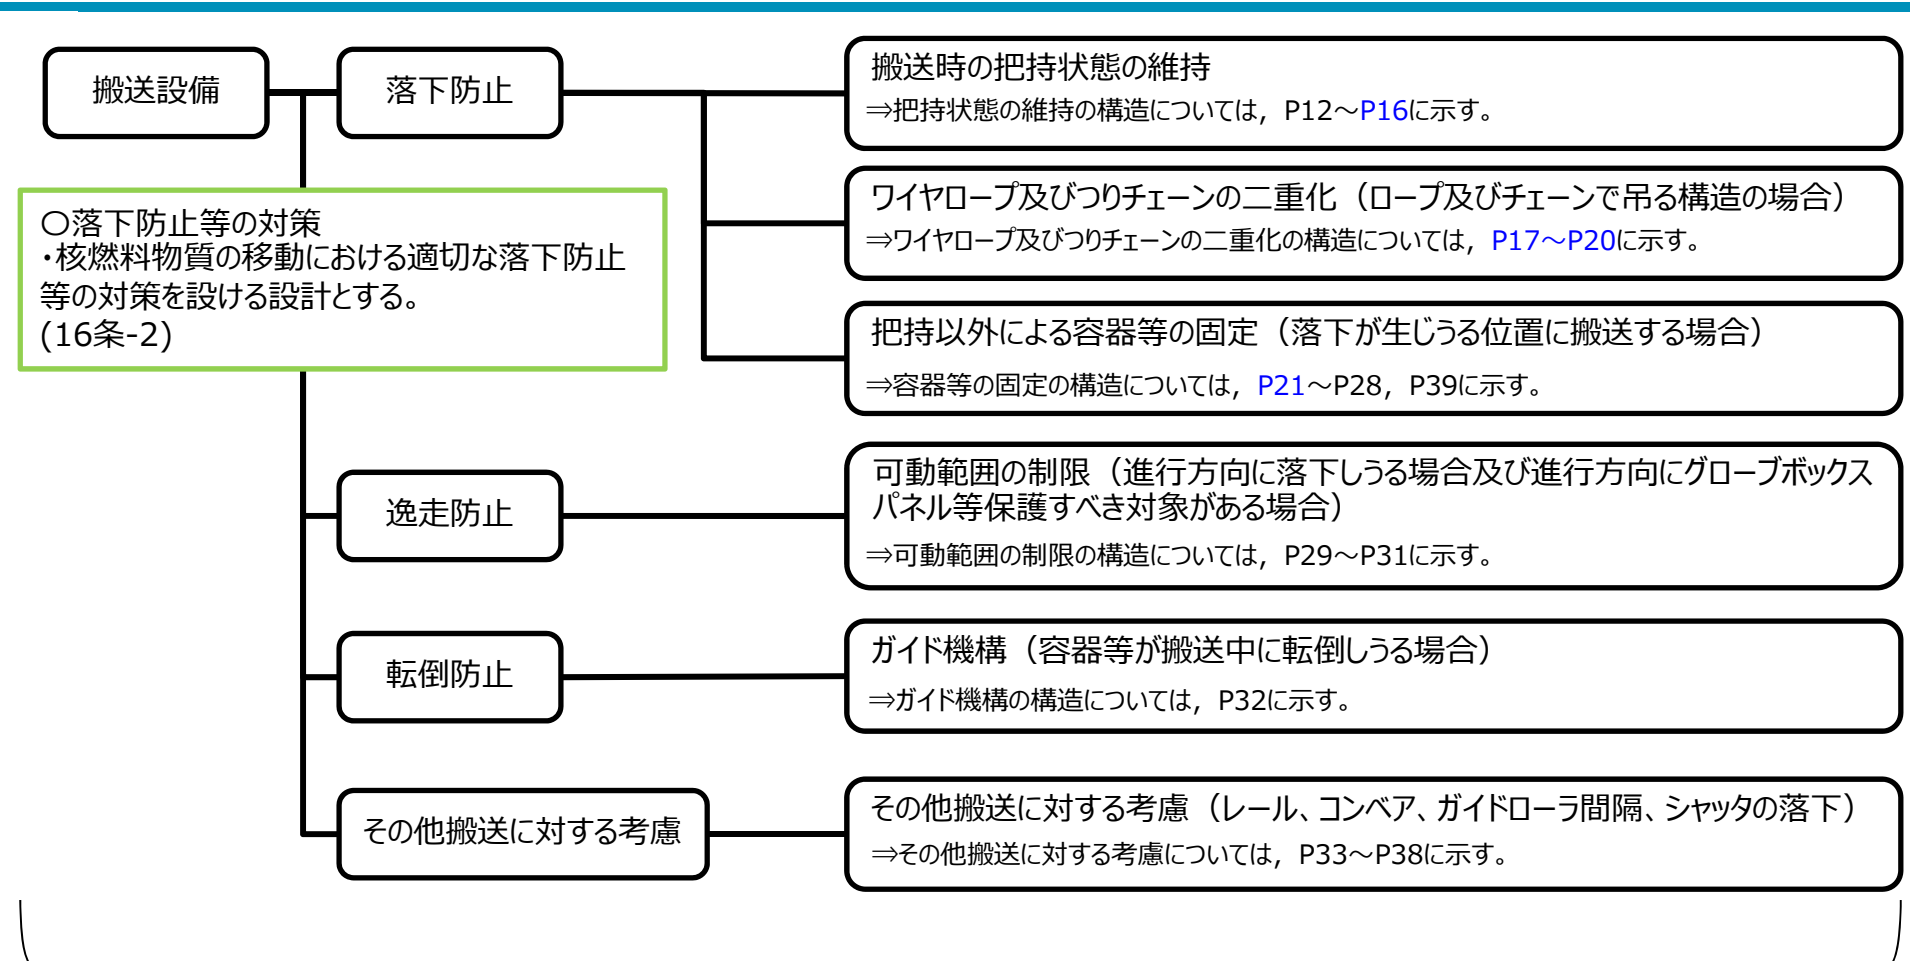 搬送設備
落下防止
搬送時の把持状態の維持
⇒把持状態の維持の構造については，P12～P16に示す。
ワイヤロープ及びつりチェーンの二重化（ロープ及びチェーンで吊る構造の場合）
⇒ワイヤロープ及びつりチェーンの二重化の構造については，P17～P20に示す。
〇落下防止等の対策
・核燃料物質の移動における適切な落下防止
等の対策を設ける設計とする。
(16条-2)
把持以外による容器等の固定（落下が生じうる位置に搬送する場合）
⇒容器等の固定の構造については，P21～P28，P39に示す。
逸走防止
可動範囲の制限（進行方向に落下しうる場合及び進行方向にグローブボックス
パネル等保護すべき対象がある場合）
⇒可動範囲の制限の構造については，P29～P31に示す。
転倒防止
ガイド機構（容器等が搬送中に転倒しうる場合）
⇒ガイド機構の構造については，P32に示す。
その他搬送に対する考慮
その他搬送に対する考慮（レール、コンベア、ガイドローラ間隔、シャッタの落下）
⇒その他搬送に対する考慮については，P33～P38に示す。